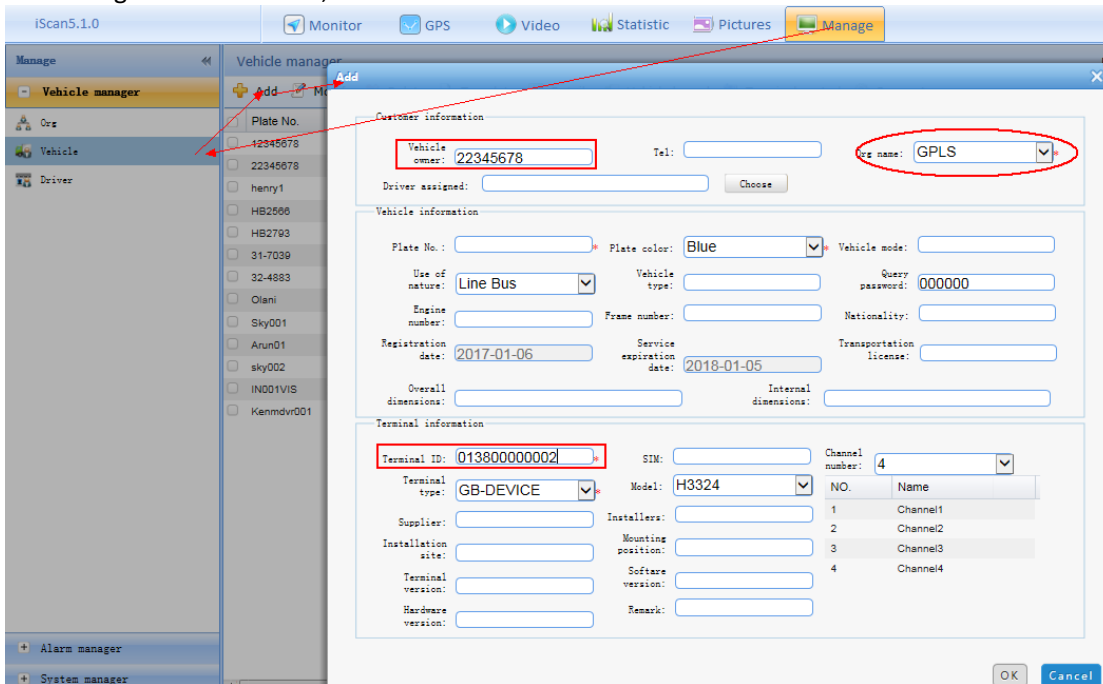 iScan5.1.0
Monitor GPS Video Statistic Pictures Manage
Manage
Vehicle manager
Org
Vehicle
Driver
Alarm manager
System manager
Vehicle manager
Add
Plate No.
12345678
22345678
henry1
HB2566
HB2793
31-7039
32-4883
Olani
Sky001
Arun01
sky002
IN001VIS
Kenmdvr001
Add
Customer information
Vehicle owner: 22345678 Tel: Org name: GPLS *
Driver assigned: Choose
Vehicle information
Plate No.: * Plate color: Blue * Vehicle mode:
Use of nature: Line Bus Vehicle type: Query password: 000000
Engine number: Frame number: Nationality:
Registration date: 2017-01-06 Service expiration date: 2018-01-05 Transportation license:
Overall dimensions: Internal dimensions:
Terminal information
Terminal ID: 013800000002 * SIM: Channel number: 4
Terminal type: GB-DEVICE * Model: H3324
Supplier: Installers:
Installation site: Mounting position:
Terminal version: Softare version:
Hardware version: Remark:
NO. Name
1 Channel1
2 Channel2
3 Channel3
4 Channel4
OK Cancel